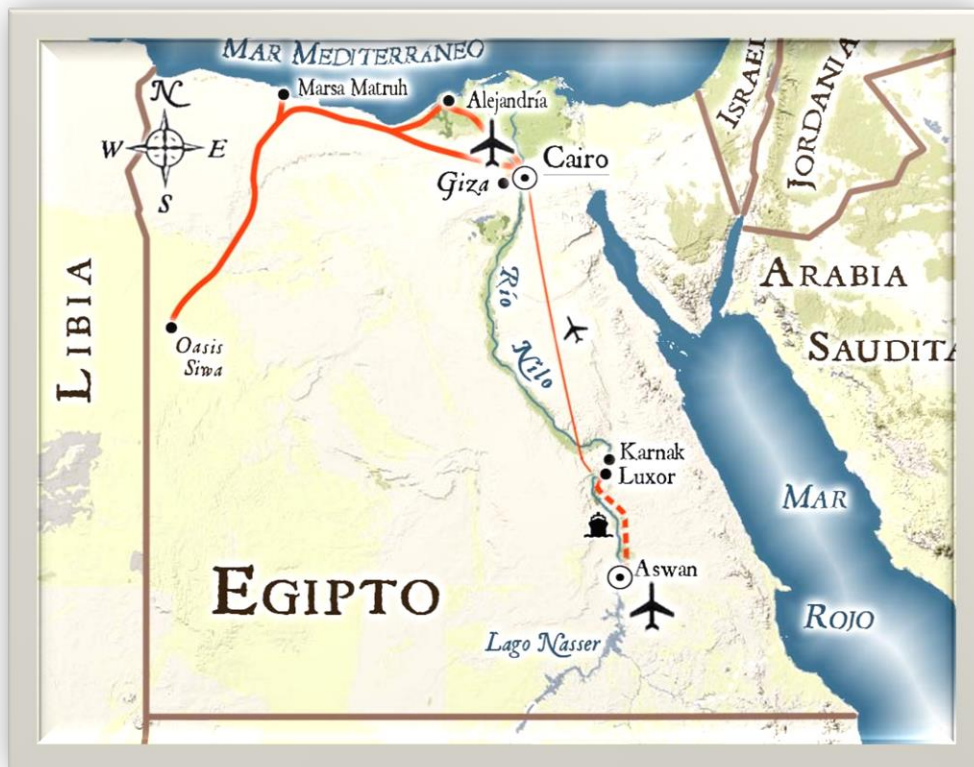 MAR MEDITERRÁNEO
ISRAEL
JORDANIA
Marsa Matruh
Alejandría
N
W
E
S
Cairo
Giza
ARABIA
SAUDITA
LIBIA
Río
Nilo
Oasis
Siwa
Karnak
Luxor
MAR
ROJO
Aswan
EGIPTO
Lago Nasser